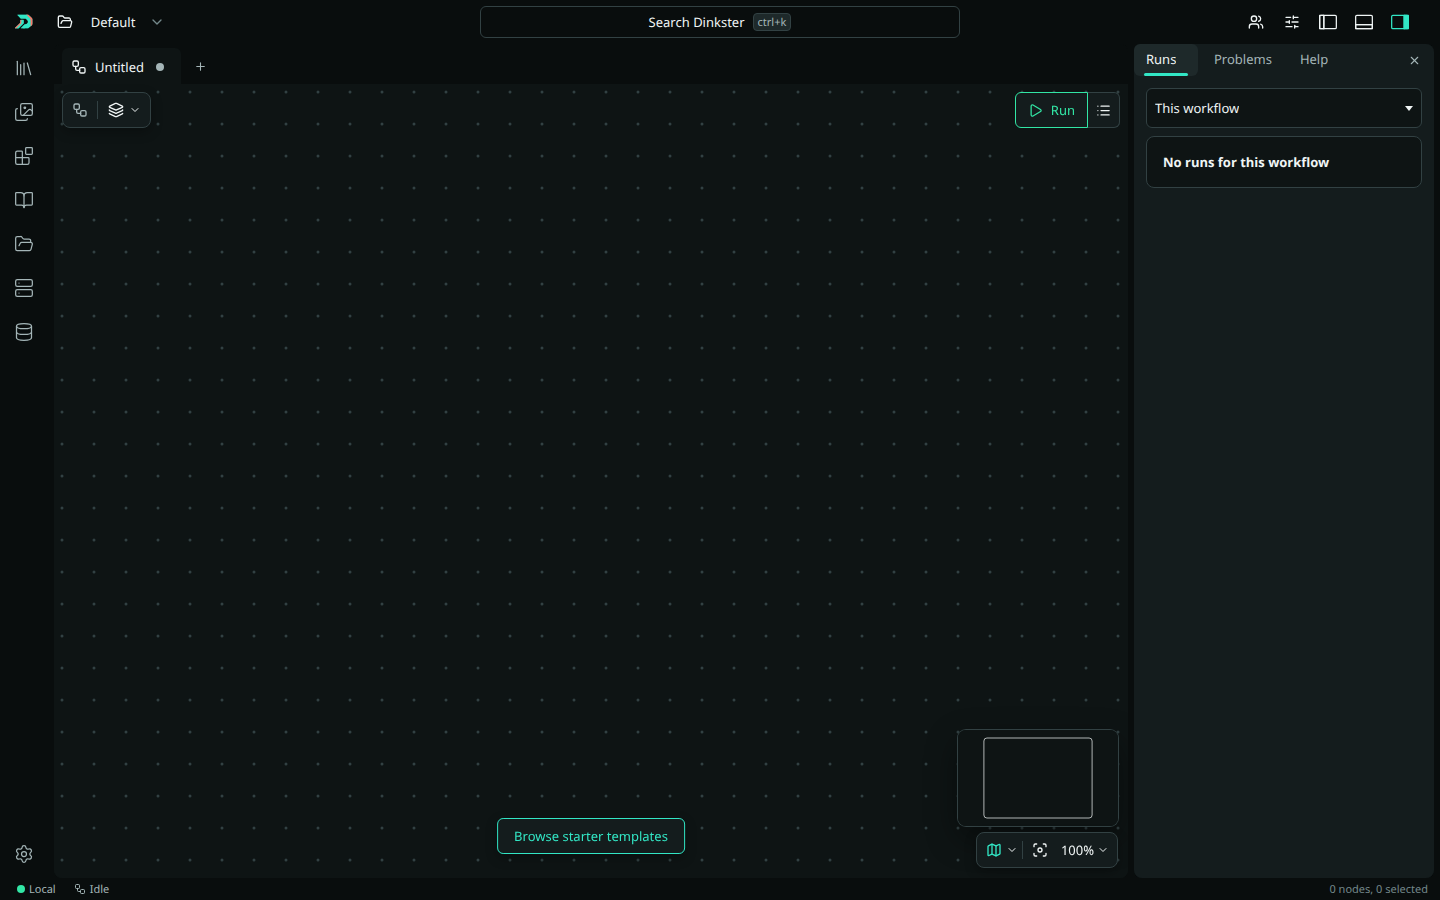 Default
Search Dinkster ctrl+k
Untitled
Run
Runs Problems Help
This workflow
No runs for this workflow
Browse starter templates
100%
Local Idle
0 nodes, 0 selected